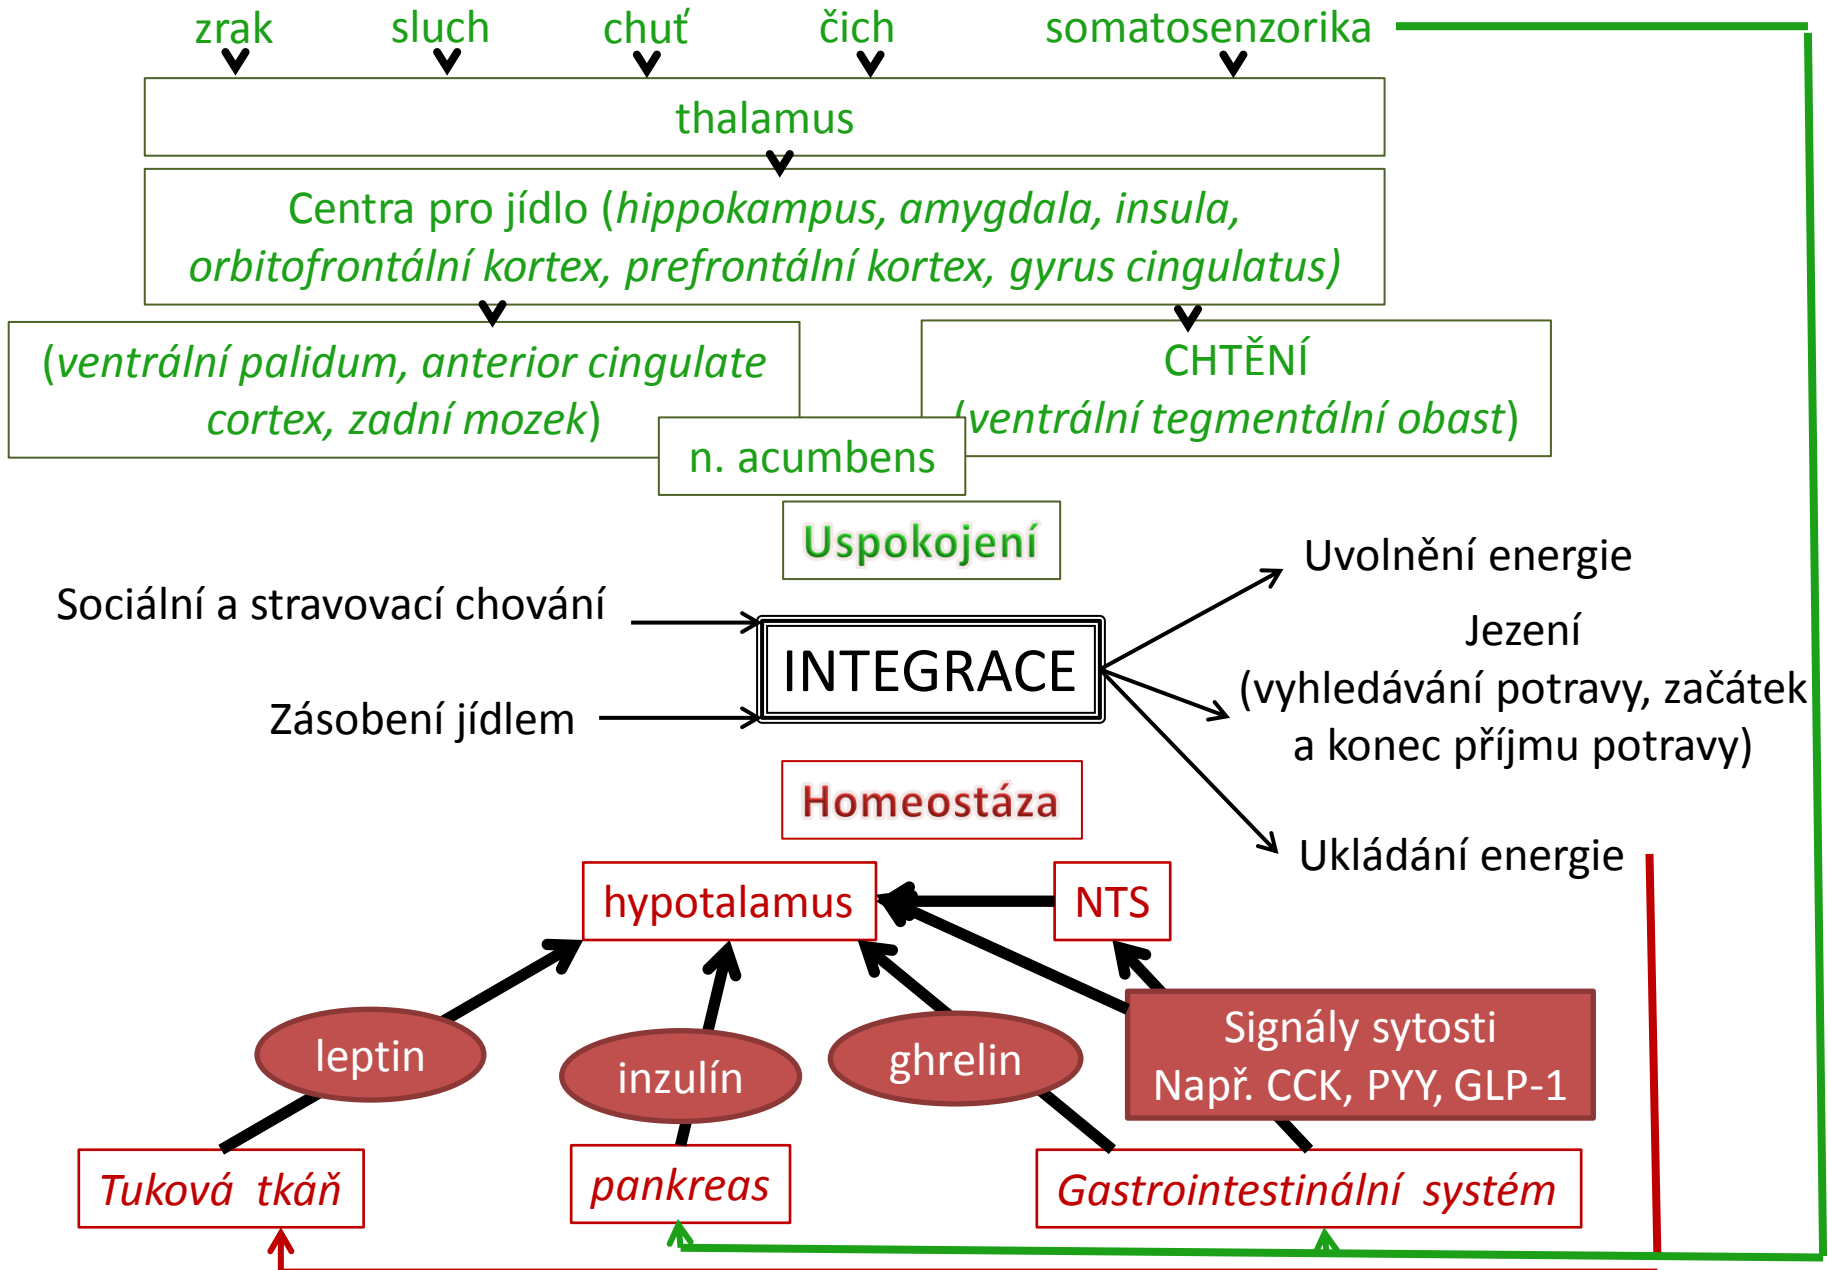 zrak
sluch
chuť
čich
somatosenzorika
thalamus
Centra pro jídlo (hippokampus, amygdala, insula,
orbitofrontální kortex, prefrontální kortex, gyrus cingulatus)
(ventrální palidum, anterior cingulate
cortex, zadní mozek)
CHTĚNÍ
(ventrální tegmentální obast)
n. acumbens
Uspokojení
Sociální a stravovací chování
Zásobení jídlem
INTEGRACE
Uvolnění energie
Jezení
(vyhledávání potravy, začátek
a konec příjmu potravy)
Ukládání energie
Homeostáza
hypotalamus
NTS
leptin
inzulín
ghrelin
Signály sytosti
Např. CCK, PYY, GLP-1
Tuková tkáň
pankreas
Gastrointestinální systém